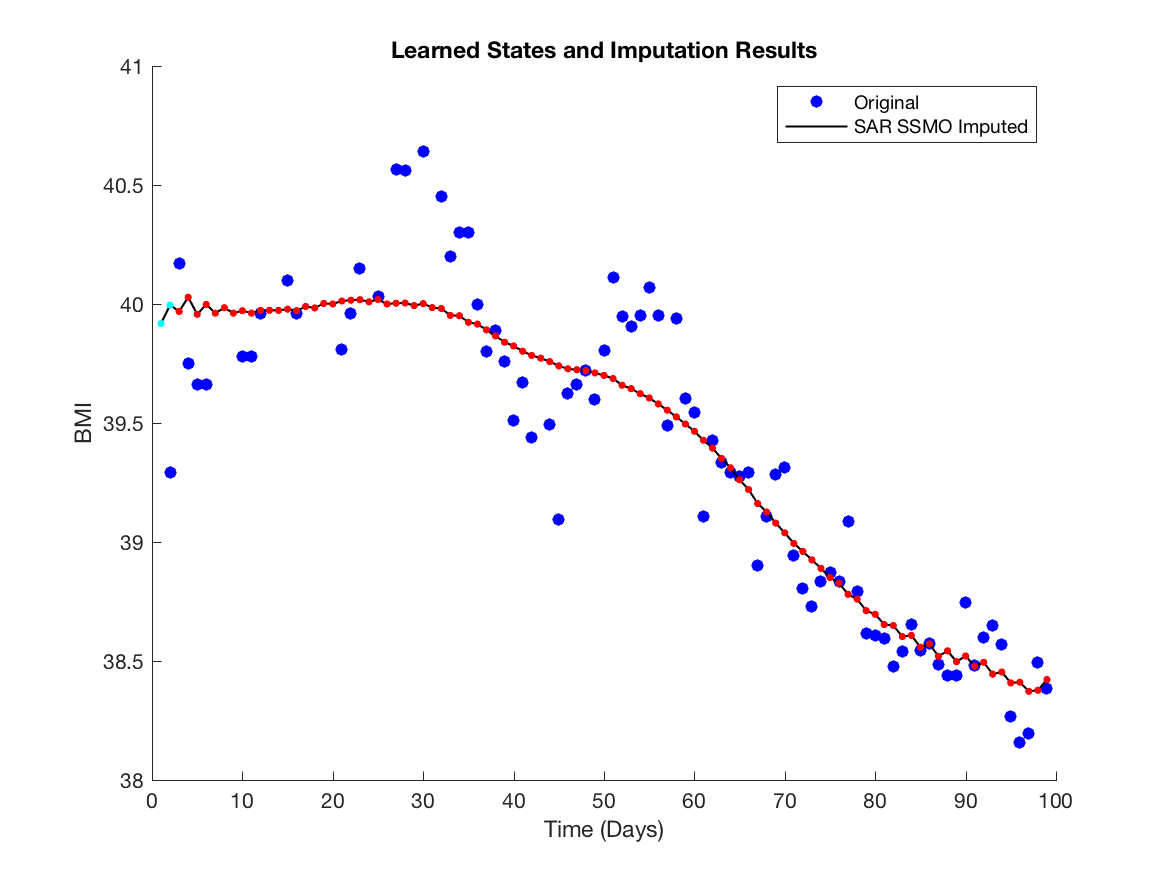 Learned States and Imputation Results
Original
SAR SSMO Imputed
BMI
41
40.5
40
39.5
39
38.5
38
0 10 20 30 40 50 60 70 80 90 100
Time (Days)